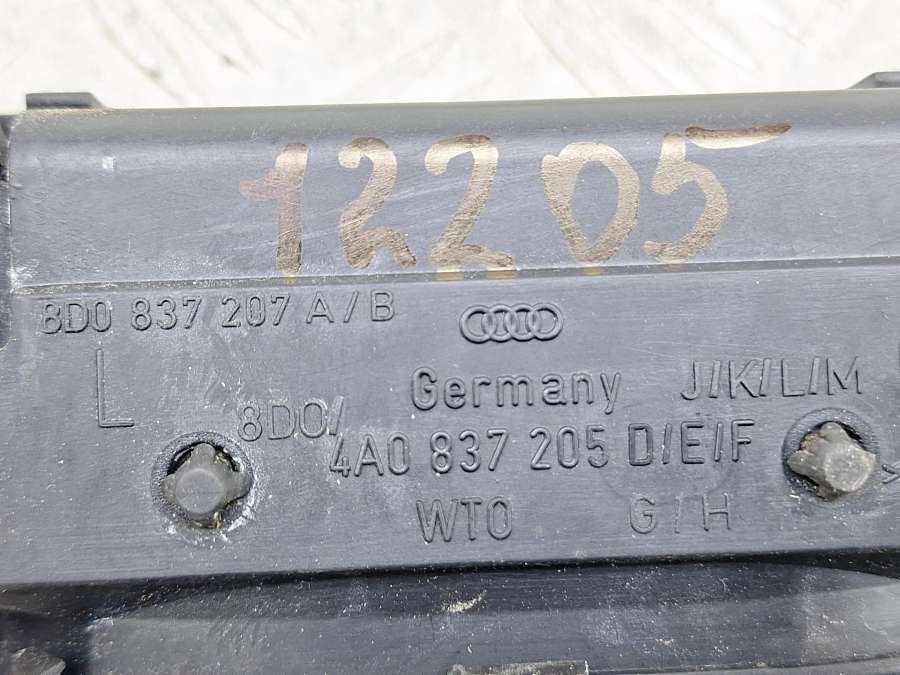 12205
8D0 837 207 A/B
L Germany J/K/L/M
8D0/
4A0 837 205 D/E/F
WTO G/H